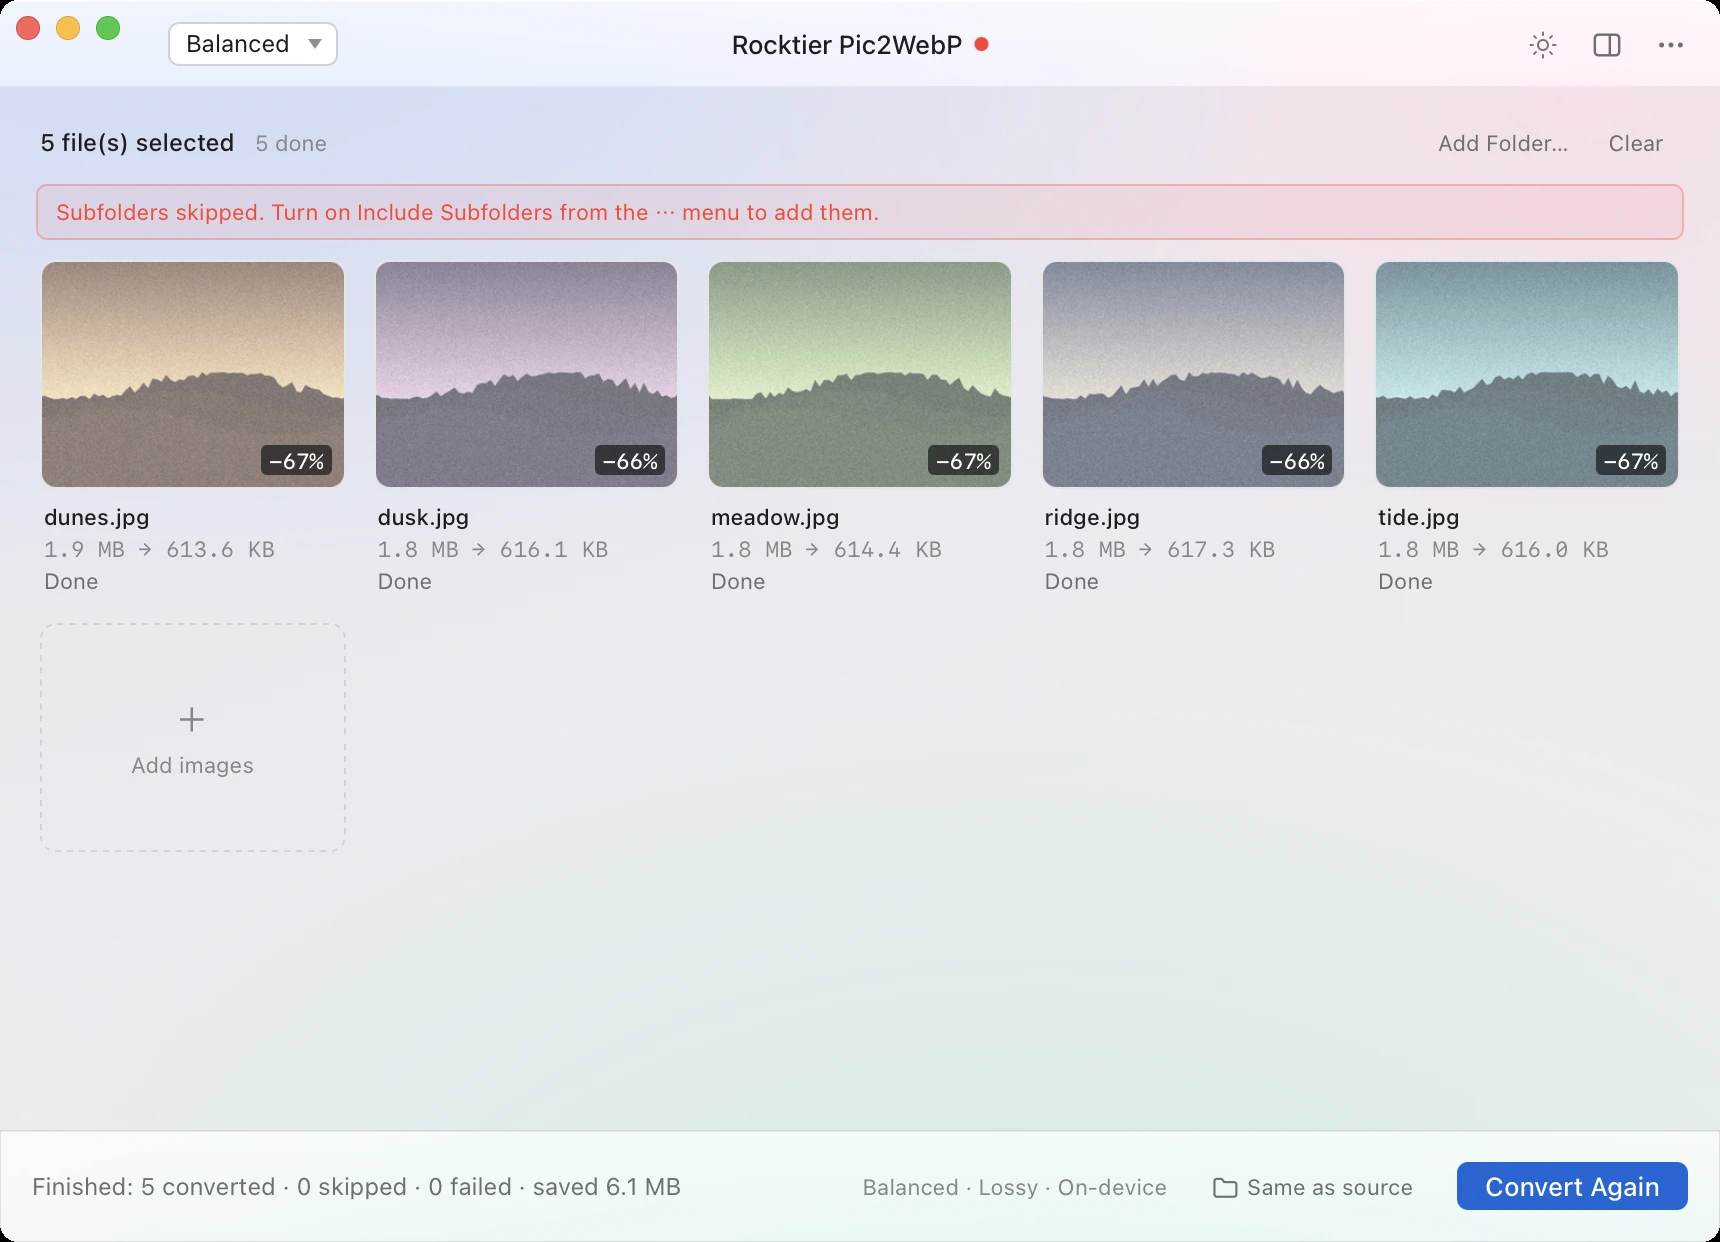 Balanced
Rocktier Pic2WebP
5 file(s) selected 5 done
Add Folder... Clear
Subfolders skipped. Turn on Include Subfolders from the ··· menu to add them.
−67%
−66%
−67%
−66%
−67%
dunes.jpg
1.9 MB → 613.6 KB
Done
dusk.jpg
1.8 MB → 616.1 KB
Done
meadow.jpg
1.8 MB → 614.4 KB
Done
ridge.jpg
1.8 MB → 617.3 KB
Done
tide.jpg
1.8 MB → 616.0 KB
Done
Add images
Finished: 5 converted · 0 skipped · 0 failed · saved 6.1 MB
Balanced · Lossy · On-device
Same as source
Convert Again